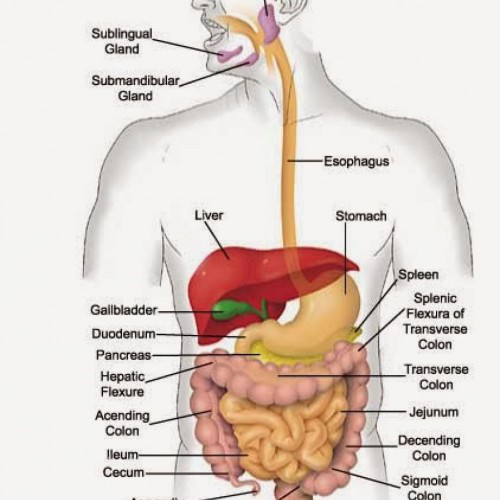 Sublingual
Gland
Submandibular
Gland
Esophagus
Liver
Stomach
Spleen
Splenic
Flexura of
Transverse
Colon
Gallbladder
Duodenum
Pancreas
Hepatic
Flexure
Transverse
Colon
Acending
Colon
Jejunum
Ileum
Decending
Colon
Cecum
Sigmoid
Colon